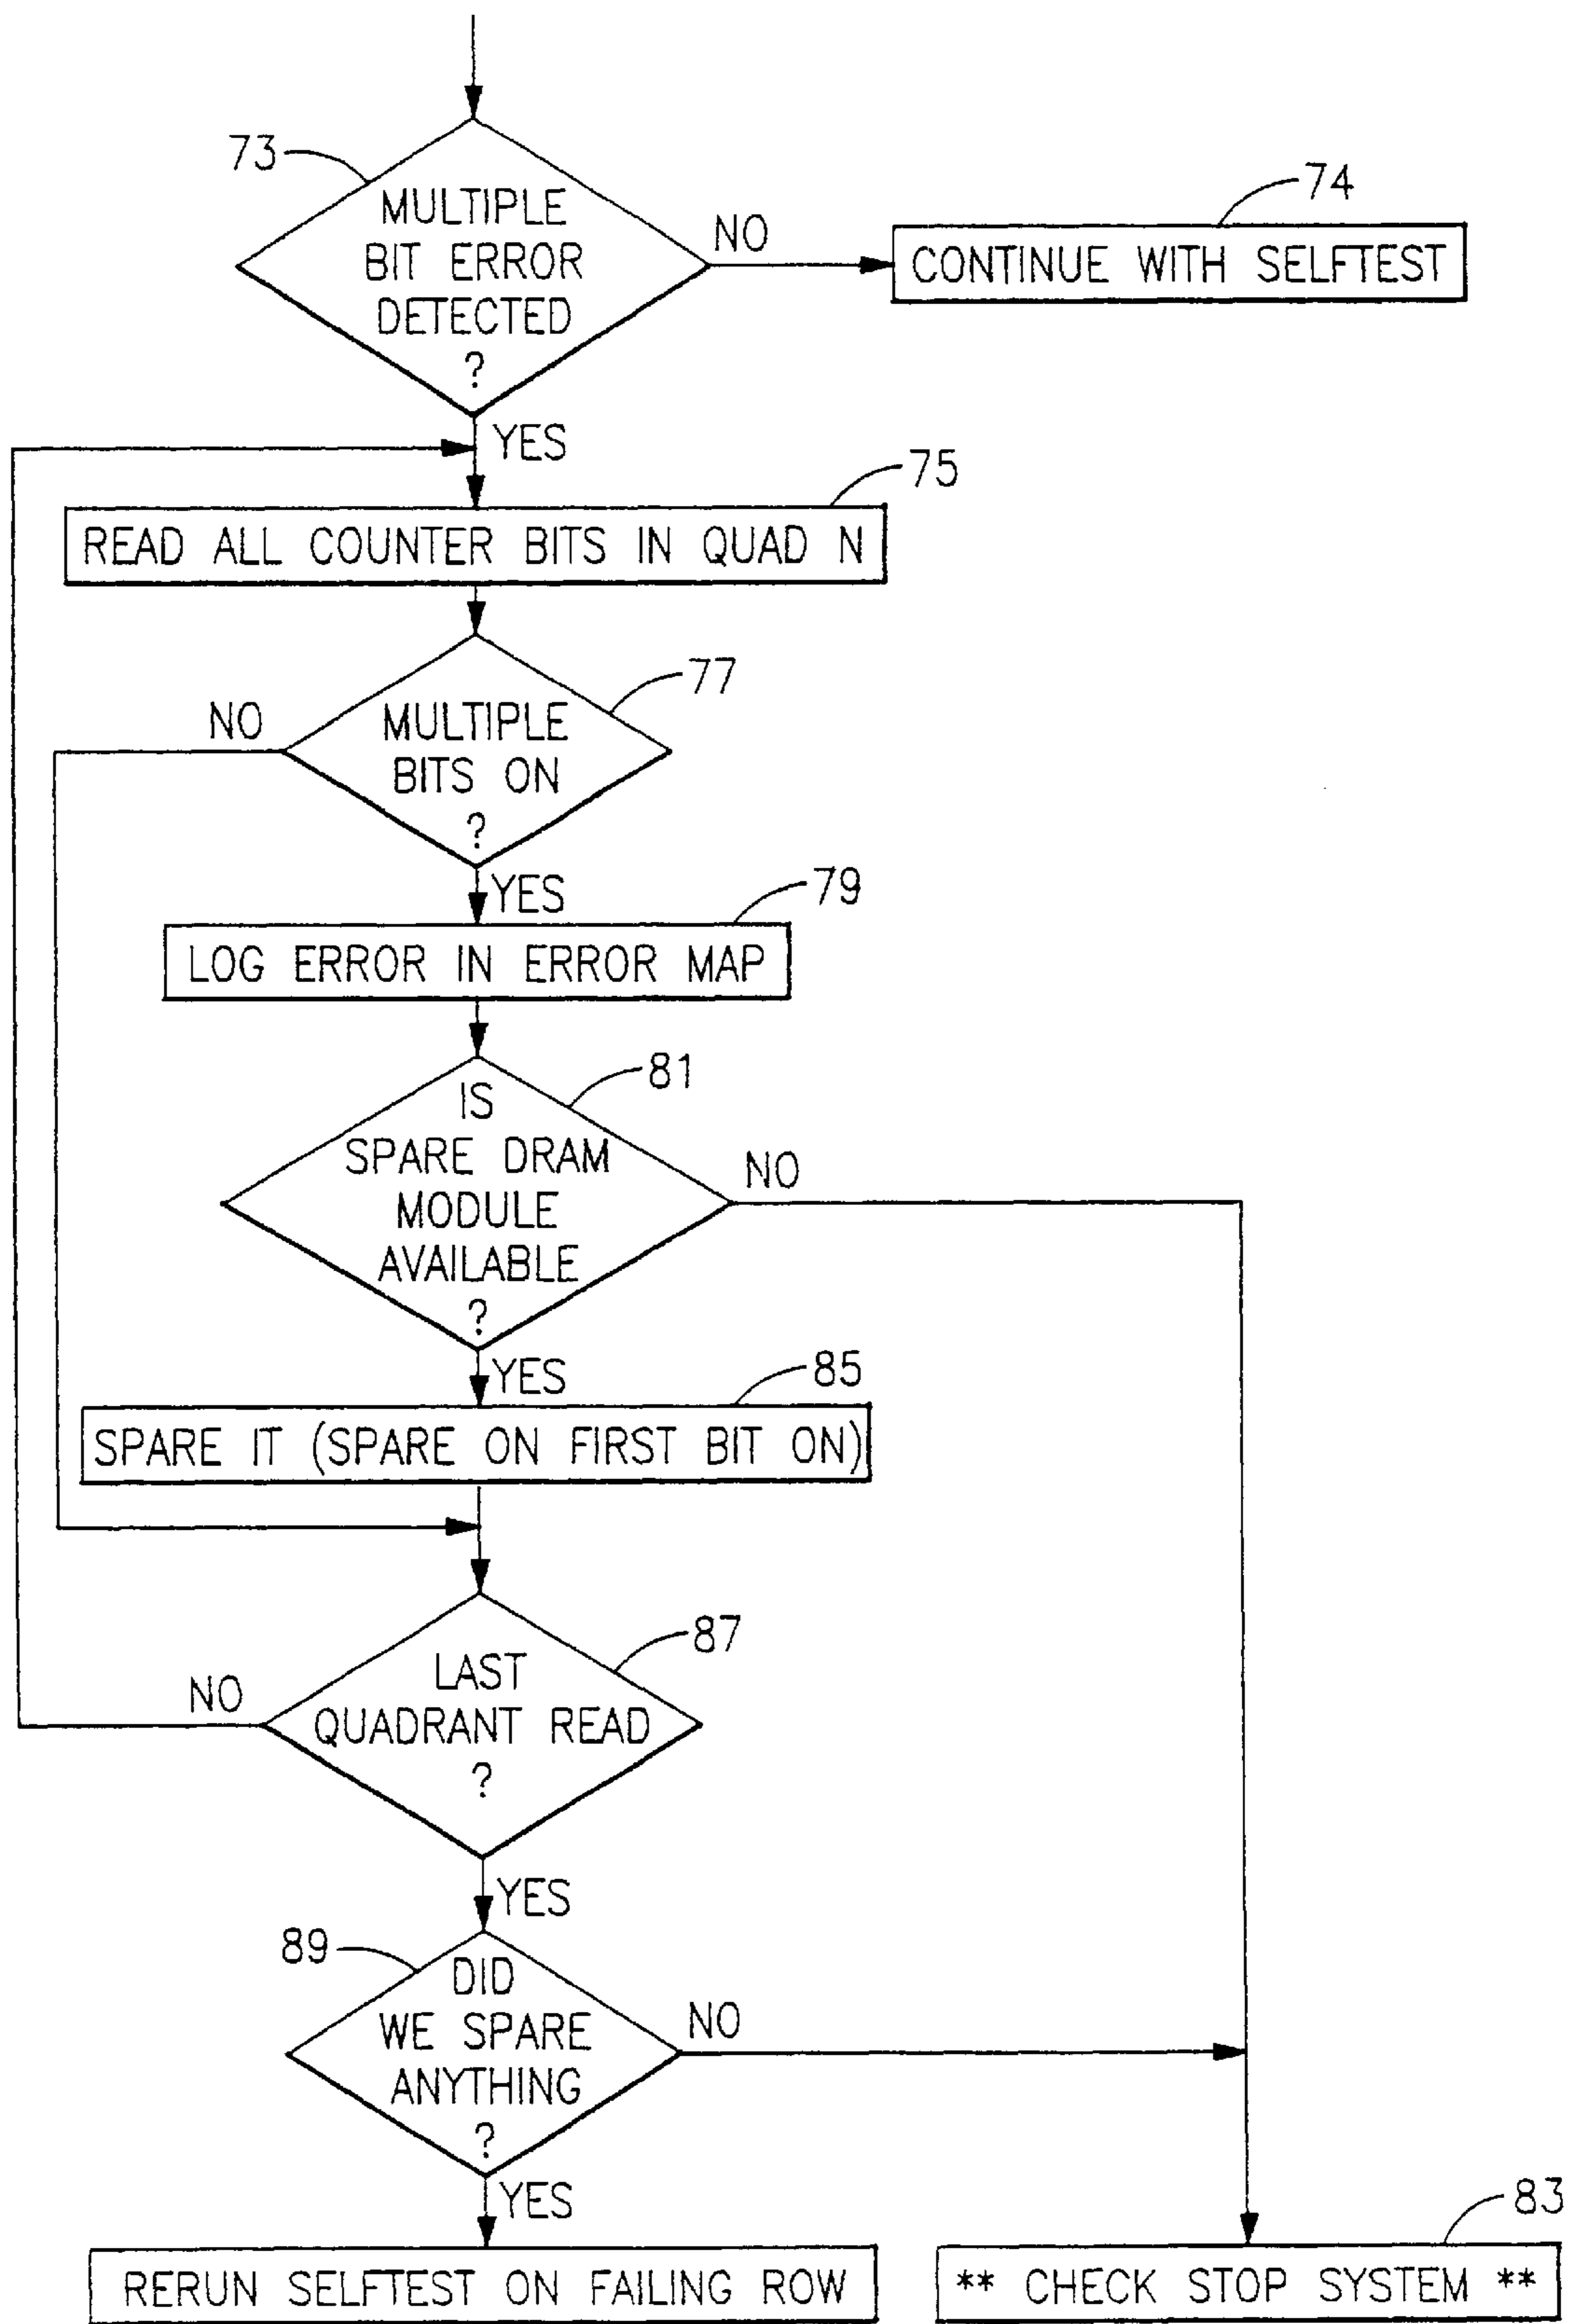 73
MULTIPLE
BIT ERROR
DETECTED
?
NO
74
CONTINUE WITH SELFTEST
YES
75
READ ALL COUNTER BITS IN QUAD N
77
NO
MULTIPLE
BITS ON
?
YES
79
LOG ERROR IN ERROR MAP
81
IS
SPARE DRAM
MODULE
AVAILABLE
?
NO
YES
85
SPARE IT (SPARE ON FIRST BIT ON)
87
LAST
QUADRANT READ
?
NO
YES
89
DID
WE SPARE
ANYTHING
?
NO
YES
83
RERUN SELFTEST ON FAILING ROW
** CHECK STOP SYSTEM **